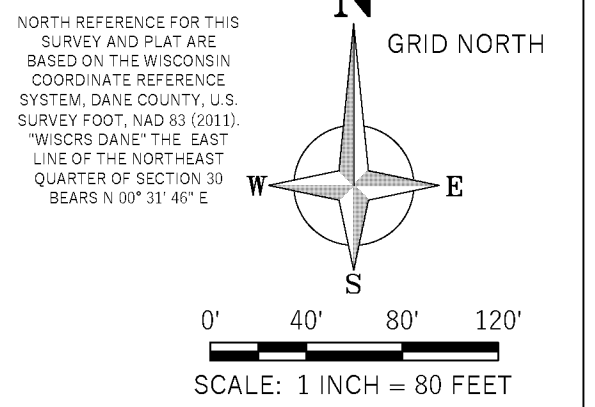 NORTH REFERENCE FOR THIS
SURVEY AND PLAT ARE
BASED ON THE WISCONSIN
COORDINATE REFERENCE
SYSTEM, DANE COUNTY, U.S.
SURVEY FOOT, NAD 83 (2011).
"WISCRS DANE" THE EAST
LINE OF THE NORTHEAST
QUARTER OF SECTION 30
BEARS N 00° 31' 46" E
N
GRID NORTH
W E
S
0' 40' 80' 120'
SCALE: 1 INCH = 80 FEET